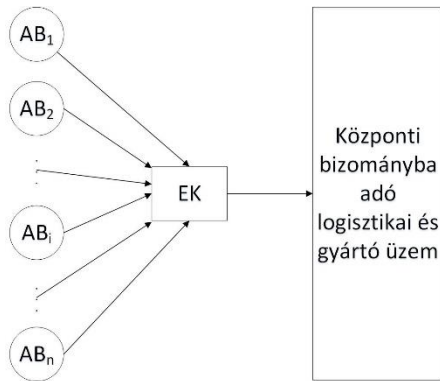 AB1
AB2
ABi
ABn
EK
Központi
bizományba
adó
logisztikai és
gyártó üzem